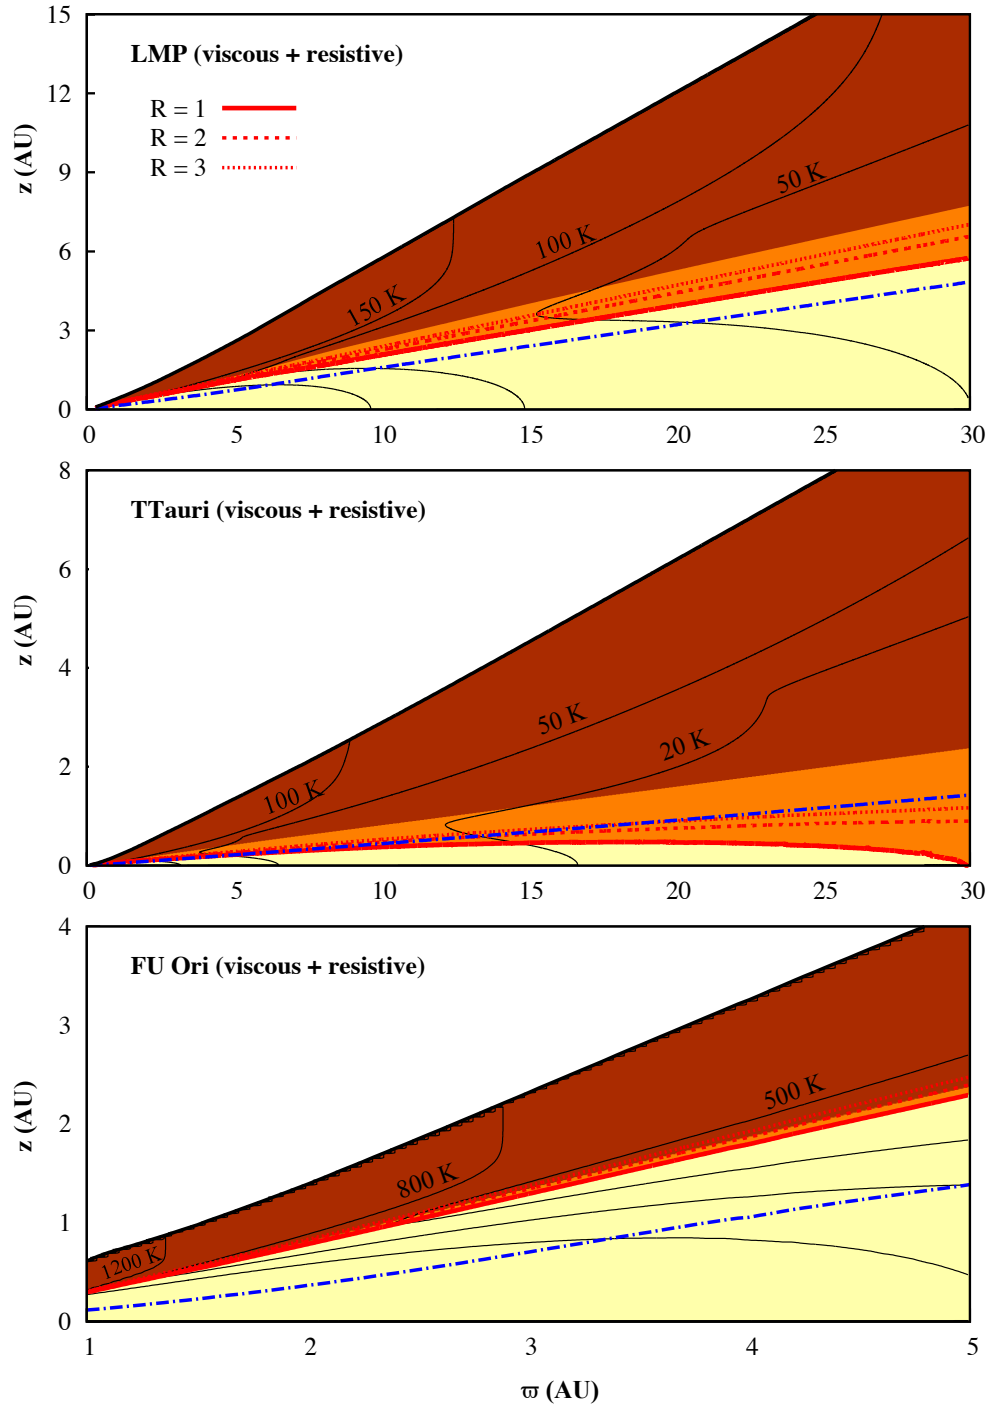 15
LMP (viscous + resistive)
12
R = 1
R = 2
R = 3
9
z (AU)
50 K
100 K
6
150 K
3
0
0 5 10 15 20 25 30
8
TTauri (viscous + resistive)
6
z (AU)
4
50 K
20 K
2
100 K
0
0 5 10 15 20 25 30
4
FU Ori (viscous + resistive)
3
z (AU)
500 K
2
800 K
1
1200 K
0
1 2 3 4 5
ϖ (AU)